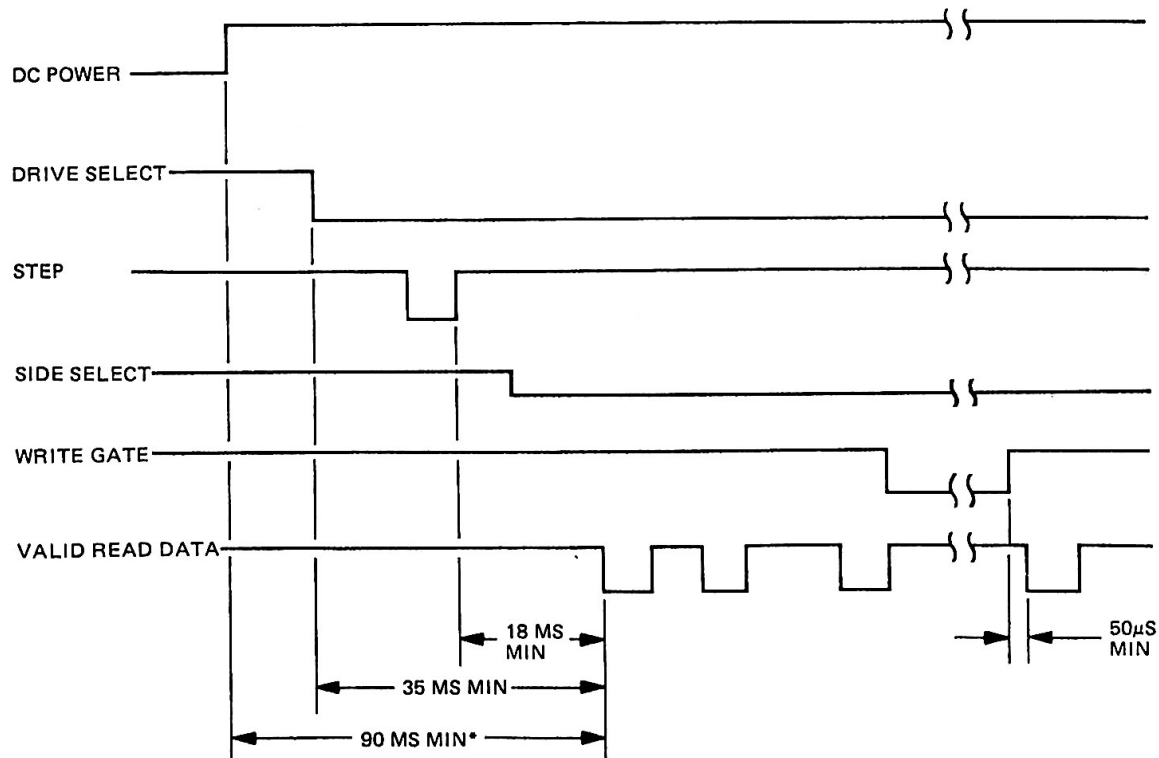 DC POWER
DRIVE SELECT
STEP
SIDE SELECT
WRITE GATE
VALID READ DATA
18 MS
MIN
50µS
MIN
35 MS MIN
90 MS MIN*